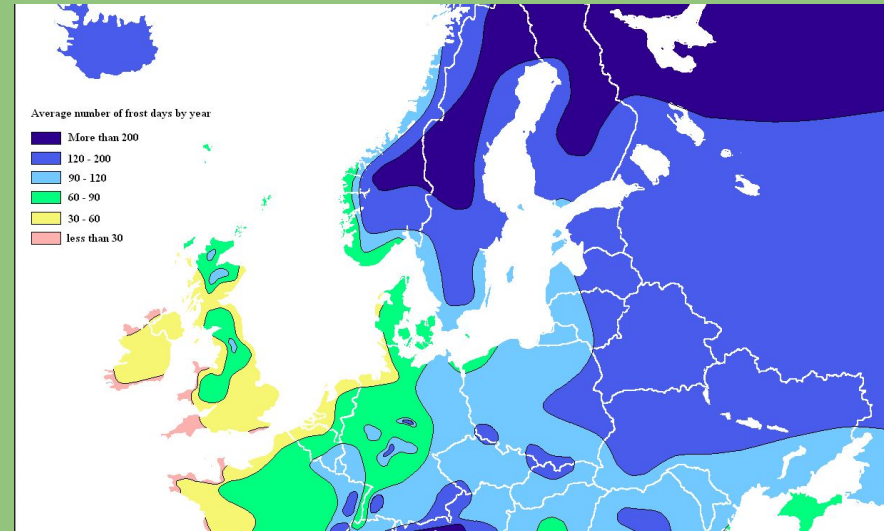 Average number of frost days by year
More than 200
120 - 200
90 - 120
60 - 90
30 - 60
less than 30